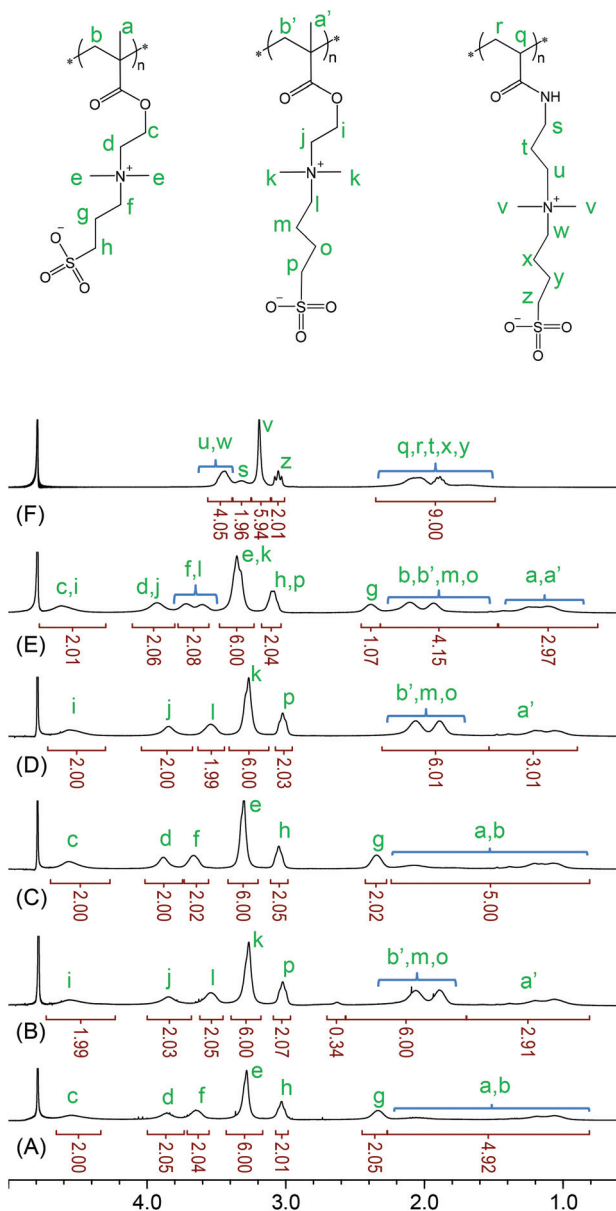 b a b' a' r q
* ( ) * n * ( ) * n * ( ) * n
O O O O O NH
c i s
d j t u
e N+ e k N+ k v N+ v
g f m l w
O− h o x
S p y
O O O−S O z
O O−S O
O
v
u,w q,r,t,x,y
s z
(F)
4.05 1.96 5.94 2.01 9.00
e,k
c,i d,j f,l h,p g b,b',m,o a,a'
(E)
2.01 2.06 2.08 6.00 2.04 1.07 4.15 2.97
k
i j l p b',m,o a'
(D)
2.00 2.00 1.99 6.00 2.03 6.01 3.01
e
c d f h g a,b
(C)
2.00 2.00 2.02 6.00 2.05 2.02 5.00
k
i j l p b',m,o a'
(B)
1.99 2.03 2.05 6.00 2.07 0.34 6.00 2.91
e
c d f h g a,b
(A)
2.00 2.05 2.04 6.00 2.01 2.05 4.92
4.0 3.0 2.0 1.0